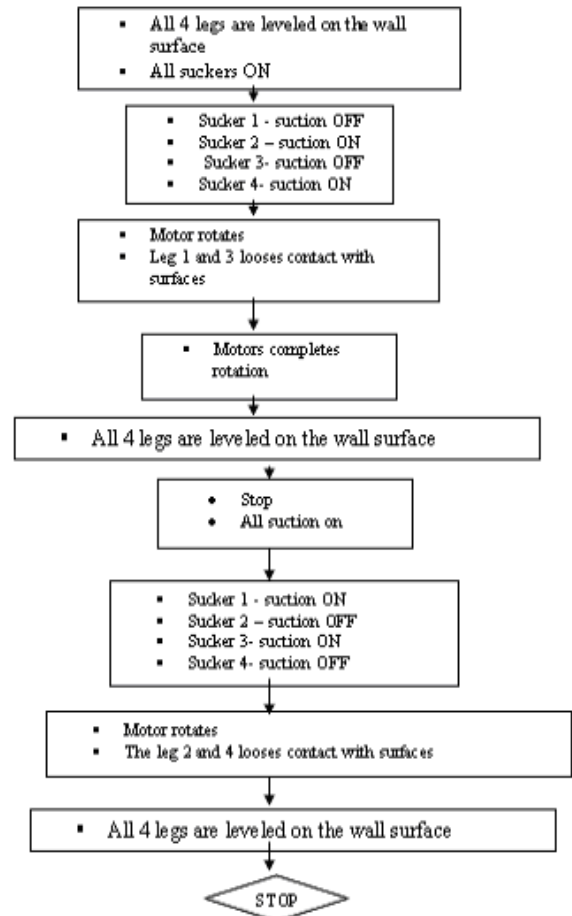 ▪ All 4 legs are leveled on the wall
surface
▪ All suckers ON
▪ Sucker 1 - suction OFF
▪ Sucker 2 – suction ON
▪ Sucker 3- suction OFF
▪ Sucker 4- suction ON
▪ Motor rotates
▪ Leg 1 and 3 looses contact with
surfaces
▪ Motors completes
rotation
▪ All 4 legs are leveled on the wall surface
• Stop
• All suction on
▪ Sucker 1 - suction ON
▪ Sucker 2 – suction OFF
▪ Sucker 3- suction ON
▪ Sucker 4- suction OFF
▪ Motor rotates
▪ The leg 2 and 4 looses contact with surfaces
▪ All 4 legs are leveled on the wall surface
STOP